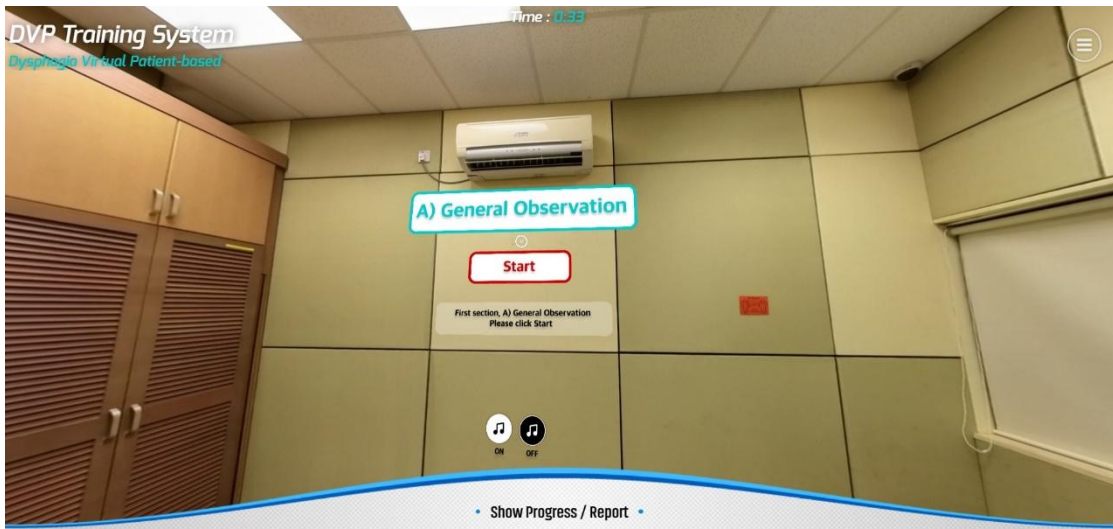 DVP Training System
Time : 0:33
Dysphagia Virtual Patient-based
A) General Observation
Start
First section, A) General Observation
Please click Start
ON OFF
• Show Progress / Report •